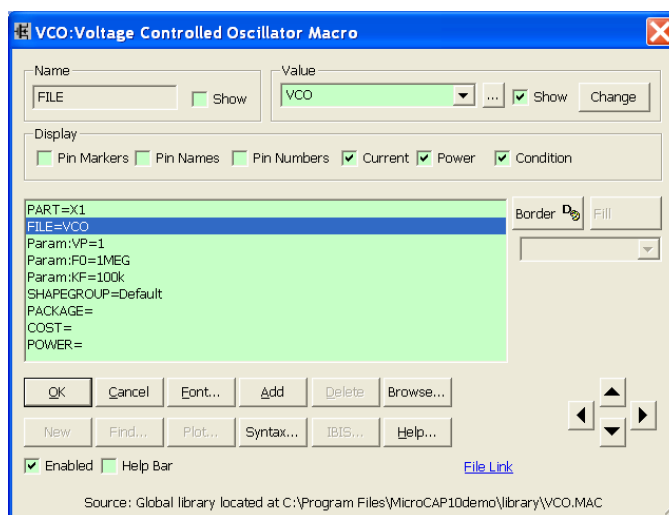 VCO:Voltage Controlled Oscillator Macro
Name
Value
FILE
Show
VCO
...
Show
Change
Display
Pin Markers
Pin Names
Pin Numbers
Current
Power
Condition
PART=X1
FILE=VCO
Param:VP=1
Param:F0=1MEG
Param:KF=100k
SHAPEGROUP=Default
PACKAGE=
COST=
POWER=
Border
D
Fill
OK
Cancel
Font...
Add
Delete
Browse...
New
Find...
Plot...
Syntax...
IBIS...
Help...
Enabled
Help Bar
File Link
Source: Global library located at C:\Program Files\MicroCAP10demo\library\VCO.MAC